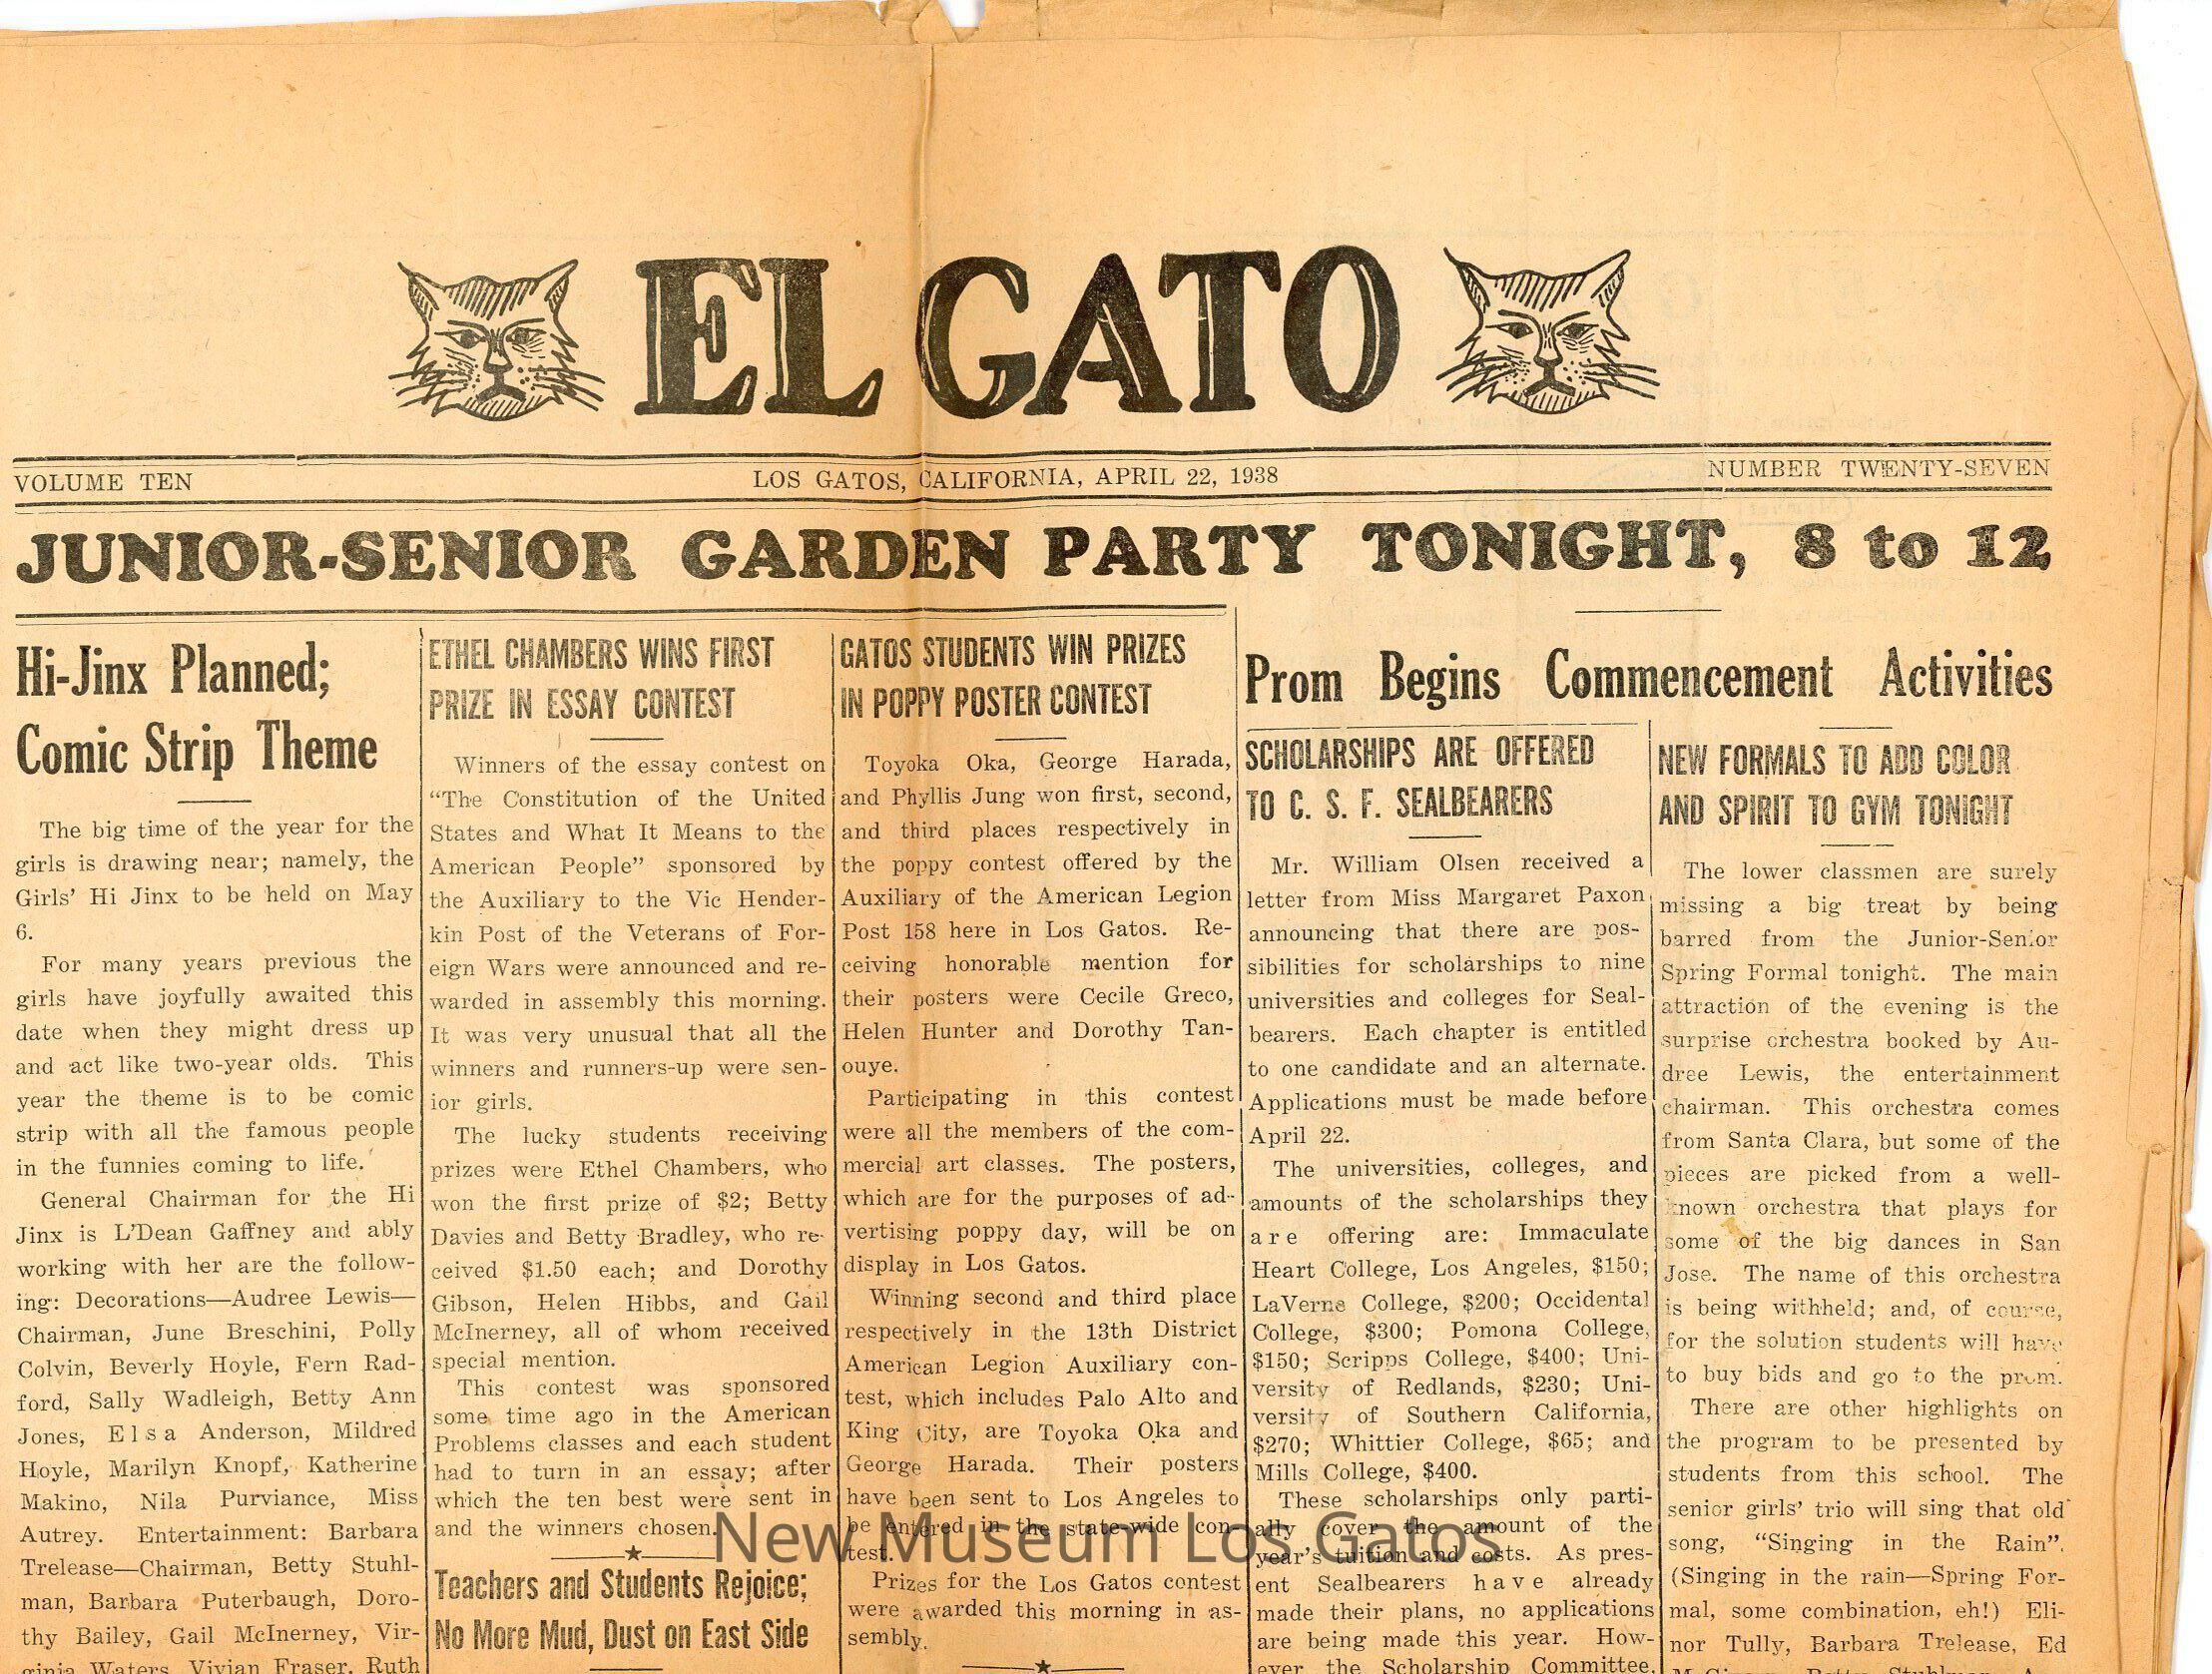 EL GATO
VOLUME TEN
LOS GATOS, CALIFORNIA, APRIL 22, 1938
NUMBER TWENTY-SEVEN
JUNIOR-SENIOR GARDEN PARTY TONIGHT, 8 to 12
Hi-Jinx Planned;
Comic Strip Theme
The big time of the year for the
girls is drawing near; namely, the
Girls' Hi Jinx to be held on May
6.
For many years previous the
girls have joyfully awaited this
date when they might dress up
and act like two-year olds. This
year the theme is to be comic
strip with all the famous people
in the funnies coming to life.
General Chairman for the Hi
Jinx is L'Dean Gaffney and ably
working with her are the follow-
ing: Decorations—Audree Lewis—
Chairman, June Breschini, Polly
Colvin, Beverly Hoyle, Fern Rad-
ford, Sally Wadleigh, Betty Ann
Jones, Elsa Anderson, Mildred
Hoyle, Marilyn Knopf, Katherine
Makino, Nila Purviance, Miss
Autrey. Entertainment: Barbara
Trelease—Chairman, Betty Stuhl-
man, Barbara Puterbaugh, Doro-
thy Bailey, Gail McInerney, Vir-
ginia Waters, Vivian Fraser, Ruth
ETHEL CHAMBERS WINS FIRST
PRIZE IN ESSAY CONTEST
Winners of the essay contest on
"The Constitution of the United
States and What It Means to the
American People" sponsored by
the Auxiliary to the Vic Hender-
kin Post of the Veterans of For-
eign Wars were announced and re-
warded in assembly this morning.
It was very unusual that all the
winners and runners-up were sen-
ior girls.
The lucky students receiving
prizes were Ethel Chambers, who
won the first prize of $2; Betty
Davies and Betty Bradley, who re-
ceived $1.50 each; and Dorothy
Gibson, Helen Hibbs, and Gail
McInerney, all of whom received
special mention.
This contest was sponsored
some time ago in the American
Problems classes and each student
had to turn in an essay; after
which the ten best were sent in
and the winners chosen.
Teachers and Students Rejoice;
No More Mud, Dust on East Side
GATOS STUDENTS WIN PRIZES
IN POPPY POSTER CONTEST
Toyoka Oka, George Harada,
and Phyllis Jung won first, second,
and third places respectively in
the poppy contest offered by the
Auxiliary of the American Legion
Post 158 here in Los Gatos. Re-
ceiving honorable mention for
their posters were Cecile Greco,
Helen Hunter and Dorothy Tan-
ouye.
Participating in this contest
were all the members of the com-
mercial art classes. The posters,
which are for the purposes of ad-
vertising poppy day, will be on
display in Los Gatos.
Winning second and third place
respectively in the 13th District
American Legion Auxiliary con-
test, which includes Palo Alto and
King City, are Toyoka Oka and
George Harada. Their posters
have been sent to Los Angeles to
be entered in the state-wide con-
test.
Prizes for the Los Gatos contest
were awarded this morning in as-
sembly.
Prom Begins Commencement Activities
SCHOLARSHIPS ARE OFFERED
TO C. S. F. SEALBEARERS
Mr. William Olsen received a
letter from Miss Margaret Paxon
announcing that there are pos-
sibilities for scholarships to nine
universities and colleges for Seal-
bearers. Each chapter is entitled
to one candidate and an alternate.
Applications must be made before
April 22.
The universities, colleges, and
amounts of the scholarships they
are offering are: Immaculate
Heart College, Los Angeles, $150;
LaVerne College, $200; Occidental
College, $300; Pomona College,
$150; Scripps College, $400; Uni-
versity of Redlands, $230; Uni-
versity of Southern California,
$270; Whittier College, $65; and
Mills College, $400.
These scholarships only parti-
ally cover the amount of the
year's tuition and costs. As pres-
ent Sealbearers have already
made their plans, no applications
are being made this year. How-
ever the Scholarship Committee,
NEW FORMALS TO ADD COLOR
AND SPIRIT TO GYM TONIGHT
The lower classmen are surely
missing a big treat by being
barred from the Junior-Senior
Spring Formal tonight. The main
attraction of the evening is the
surprise orchestra booked by Au-
dree Lewis, the entertainment
chairman. This orchestra comes
from Santa Clara, but some of the
pieces are picked from a well-
known orchestra that plays for
some of the big dances in San
Jose. The name of this orchestra
is being withheld; and, of course,
for the solution students will have
to buy bids and go to the prom.
There are other highlights on
the program to be presented by
students from this school. The
senior girls' trio will sing that old
song, "Singing in the Rain".
(Singing in the rain—Spring For-
mal, some combination, eh!) Eli-
nor Tully, Barbara Trelease, Ed
New Museum Los Gatos